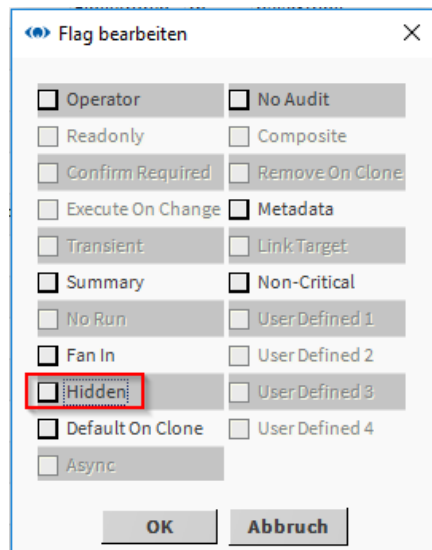 Flag bearbeiten
Operator
No Audit
Readonly
Composite
Confirm Required
Remove On Clone
Execute On Change
Metadata
Transient
Link Target
Summary
Non-Critical
No Run
User Defined 1
Fan In
User Defined 2
Hidden
User Defined 3
Default On Clone
User Defined 4
Async
OK
Abbruch